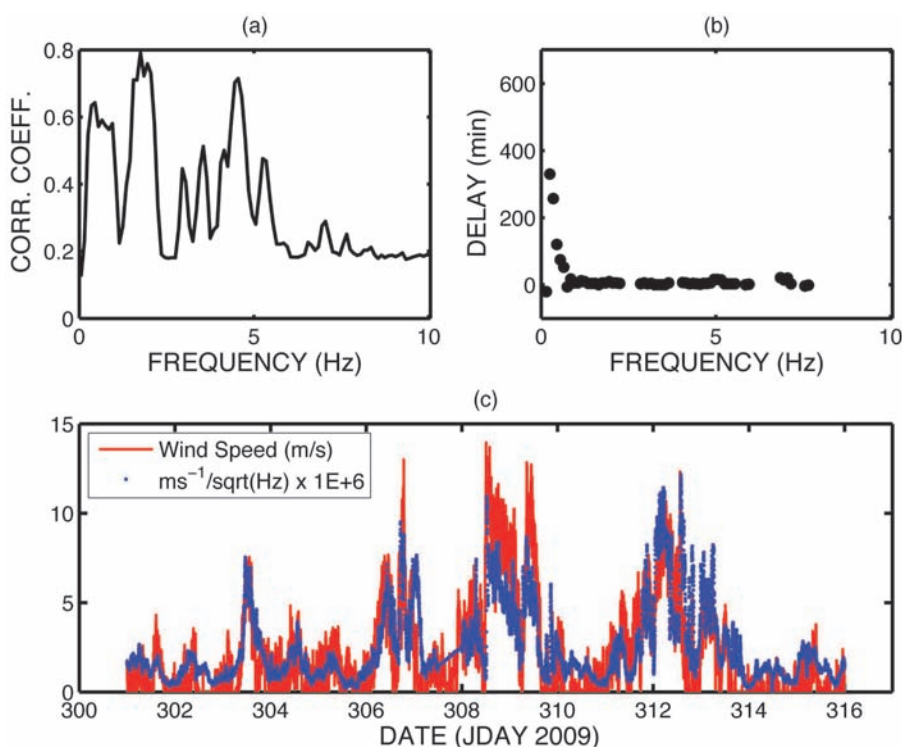 (a)
(b)
0.8
0.6
0.4
0.2
0
CORR. COEFF.
0
5
10
FREQUENCY (Hz)
600
400
200
0
DELAY (min)
0
5
10
FREQUENCY (Hz)
(c)
15
10
5
0
Wind Speed (m/s)
ms⁻¹/sqrt(Hz) x 1E+6
300
302
304
306
308
310
312
314
316
DATE (JDAY 2009)